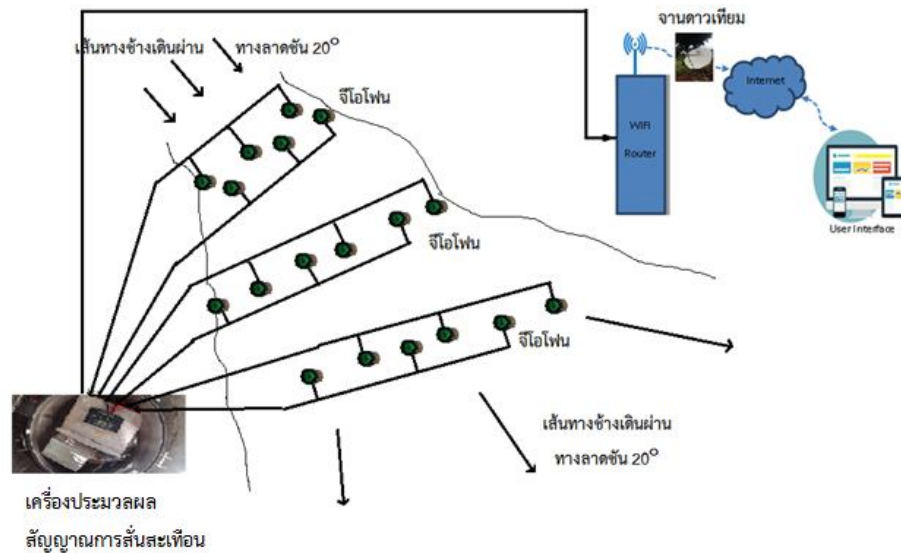 จานดาวเทียม
เส้นทางช้างเดินผ่าน
ทางลาดชัน 20°
จีโอโฟน
Internet
WIFI
Router
User Interface
จีโอโฟน
จีโอโฟน
เส้นทางช้างเดินผ่าน
ทางลาดชัน 20°
เครื่องประมวลผล
สัญญาณการสั่นสะเทือน